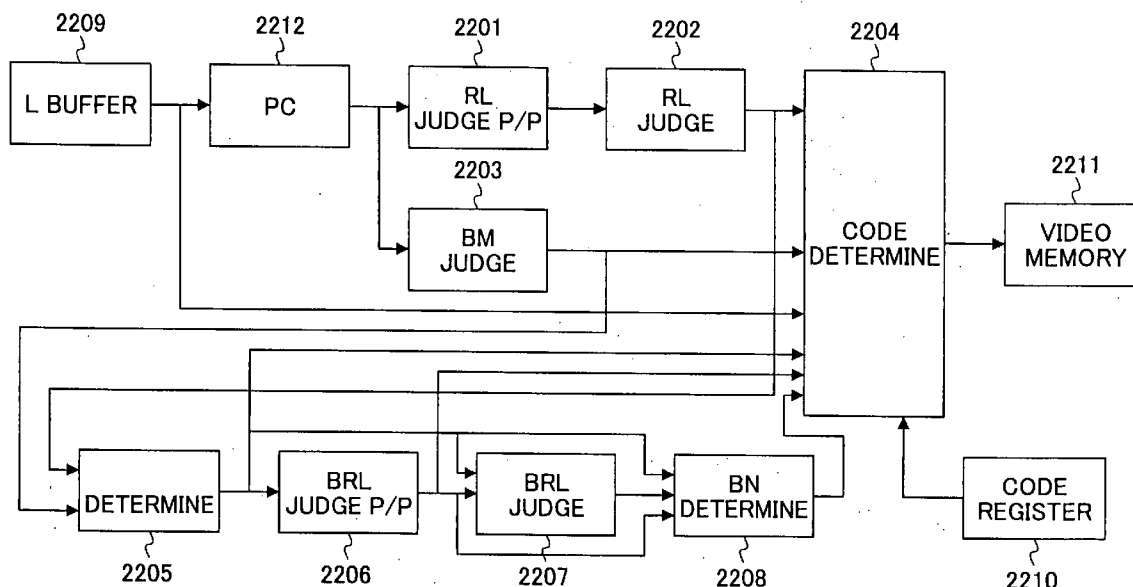 2209
2212
2201
2202
2204
L BUFFER
PC
RL
JUDGE P/P
RL
JUDGE
2203
2211
BM
JUDGE
CODE
DETERMINE
VIDEO
MEMORY
DETERMINE
BRL
JUDGE P/P
BRL
JUDGE
BN
DETERMINE
CODE
REGISTER
2205
2206
2207
2208
2210